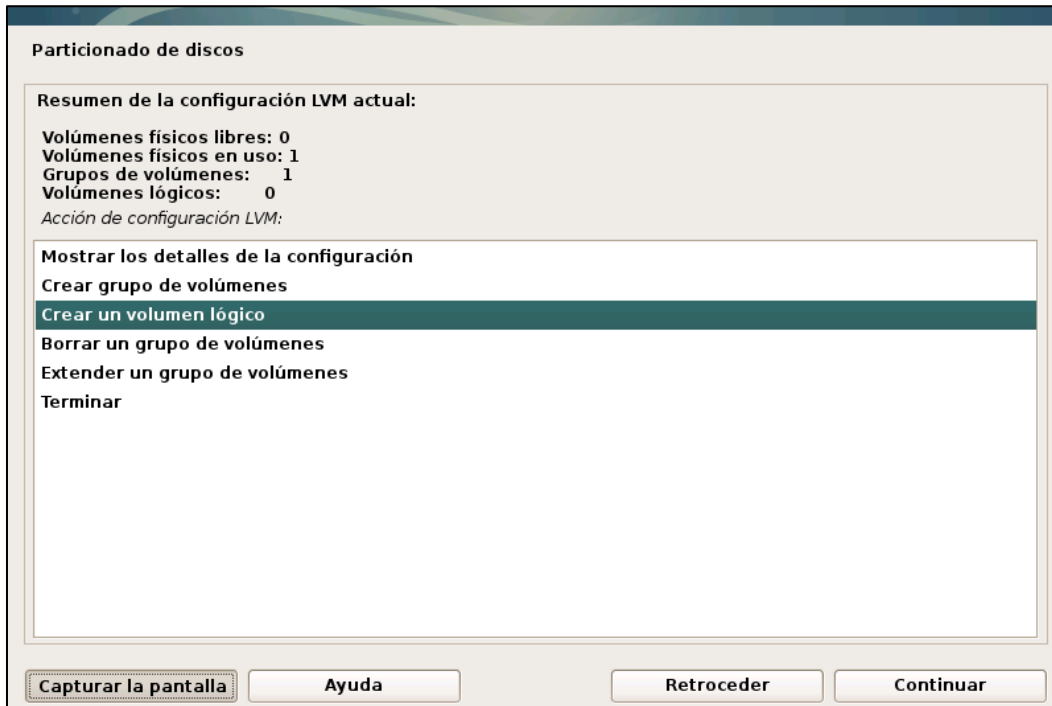 Particionado de discos
Resumen de la configuración LVM actual:
Volúmenes físicos libres: 0
Volúmenes físicos en uso: 1
Grupos de volúmenes: 1
Volúmenes lógicos: 0
Acción de configuración LVM:
Mostrar los detalles de la configuración
Crear grupo de volúmenes
Crear un volumen lógico
Borrar un grupo de volúmenes
Extender un grupo de volúmenes
Terminar
Capturar la pantalla Ayuda Retroceder Continuar